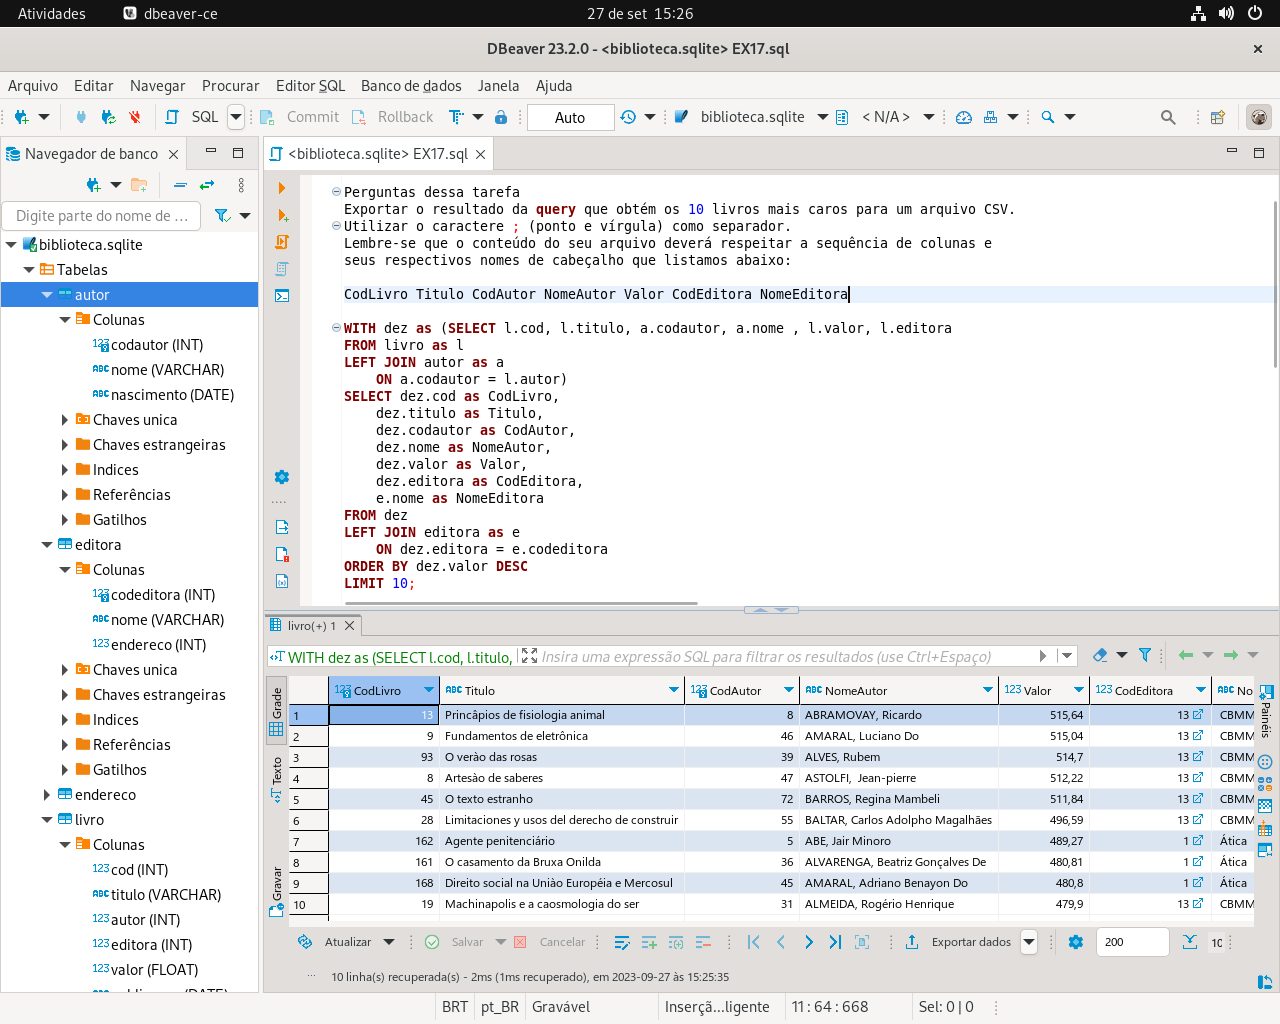 Atividades
dbeaver-ce
27 de set  15:26
DBeaver 23.2.0 - <biblioteca.sqlite> EX17.sql
Arquivo Editar Navegar Procurar Editor SQL Banco de dados Janela Ajuda
SQL Commit Rollback Auto biblioteca.sqlite < N/A >
Navegador de banco
Digite parte do nome de ...
biblioteca.sqlite
Tabelas
autor
Colunas
codautor (INT)
nome (VARCHAR)
nascimento (DATE)
Chaves unica
Chaves estrangeiras
Indices
Referências
Gatilhos
editora
Colunas
codeditora (INT)
nome (VARCHAR)
endereco (INT)
Chaves unica
Chaves estrangeiras
Indices
Referências
Gatilhos
endereco
livro
Colunas
cod (INT)
titulo (VARCHAR)
autor (INT)
editora (INT)
valor (FLOAT)
<biblioteca.sqlite> EX17.sql
Perguntas dessa tarefa
Exportar o resultado da query que obtém os 10 livros mais caros para um arquivo CSV.
Utilizar o caractere ; (ponto e vírgula) como separador.
Lembre-se que o conteúdo do seu arquivo deverá respeitar a sequência de colunas e
seus respectivos nomes de cabeçalho que listamos abaixo:
CodLivro Titulo CodAutor NomeAutor Valor CodEditora NomeEditora
WITH dez as (SELECT l.cod, l.titulo, a.codautor, a.nome , l.valor, l.editora
FROM livro as l
LEFT JOIN autor as a
ON a.codautor = l.autor)
SELECT dez.cod as CodLivro,
dez.titulo as Titulo,
dez.codautor as CodAutor,
dez.nome as NomeAutor,
dez.valor as Valor,
dez.editora as CodEditora,
e.nome as NomeEditora
FROM dez
LEFT JOIN editora as e
ON dez.editora = e.codeditora
ORDER BY dez.valor DESC
LIMIT 10;
livro(+) 1
WITH dez as (SELECT l.cod, l.titulo, Insira uma expressão SQL para filtrar os resultados (use Ctrl+Espaço)
Grade
Texto
Gravar
Painéis
CodLivro Titulo CodAutor NomeAutor Valor CodEditora No
1 13 Princâpios de fisiologia animal 8 ABRAMOVAY, Ricardo 515,64 13 CBMM
2 9 Fundamentos de eletrônica 46 AMARAL, Luciano Do 515,04 13 CBMM
3 93 O verào das rosas 39 ALVES, Rubem 514,7 13 CBMM
4 8 Artesào de saberes 47 ASTOLFI,  Jean-pierre 512,22 13 CBMM
5 45 O texto estranho 72 BARROS, Regina Mambeli 511,84 13 CBMM
6 28 Limitaciones y usos del derecho de construir 55 BALTAR, Carlos Adolpho Magalhães 496,59 13 CBMM
7 162 Agente penitenciário 5 ABE, Jair Minoro 489,27 1 Ática
8 161 O casamento da Bruxa Onilda 36 ALVARENGA, Beatriz Gonçalves De 480,81 1 Ática
9 168 Direito social na Uniào Européia e Mercosul 45 AMARAL, Adriano Benayon Do 480,8 1 Ática
10 19 Machinapolis e a caosmologia do ser 31 ALMEIDA, Rogério Henrique 479,9 13 CBMM
Atualizar Salvar Cancelar Exportar dados 200 10
10 linha(s) recuperada(s) - 2ms (1ms recuperado), em 2023-09-27 às 15:25:35
BRT pt_BR Gravável Inserçã...ligente 11 : 64 : 668 Sel: 0 | 0